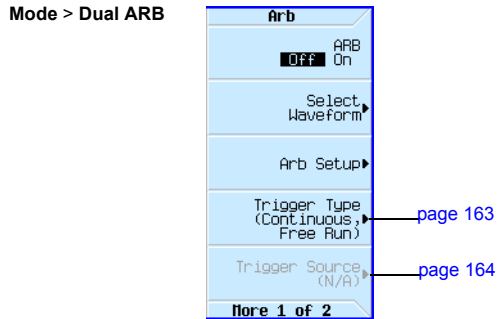 Mode > Dual ARB
Arb
ARB
Off On
Select
Waveform
Arb Setup
Trigger Type
(Continuous,
Free Run)
page 163
Trigger Source
(N/A)
page 164
More 1 of 2